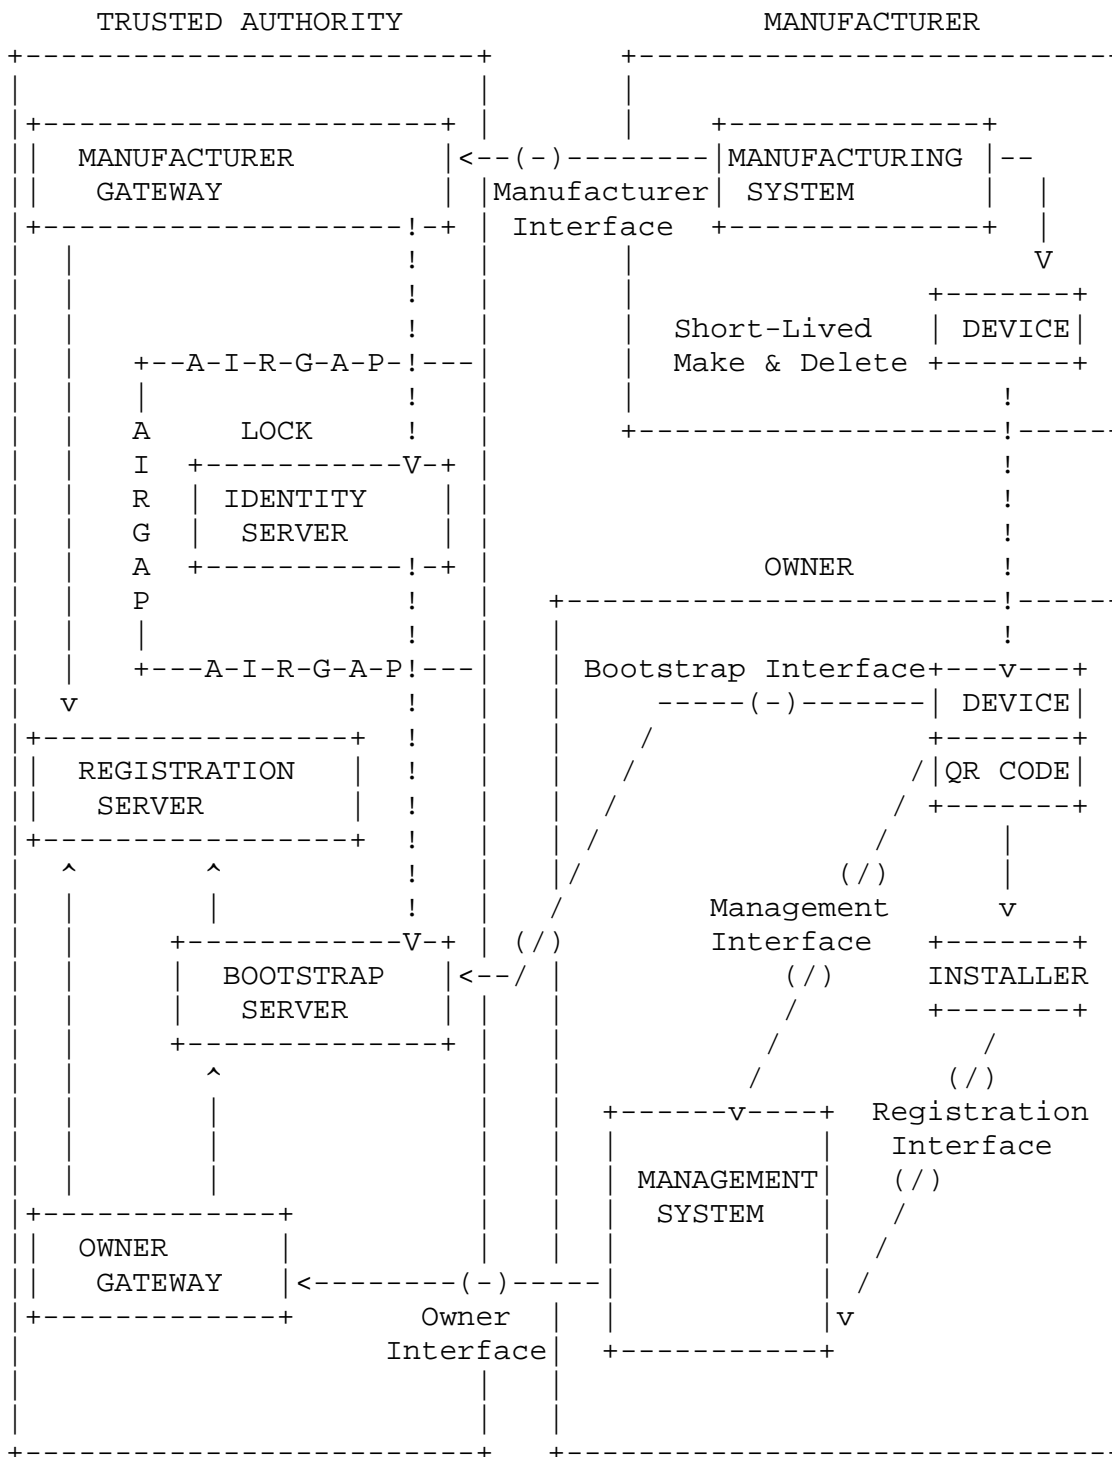 TRUSTED AUTHORITY MANUFACTURER
MANUFACTURER MANUFACTURING
GATEWAY SYSTEM
Manufacturer
Interface
Short-Lived DEVICE
A-I-R-G-A-P Make & Delete
A LOCK
I
R IDENTITY
G SERVER
A OWNER
P
A-I-R-G-A-P Bootstrap Interface
DEVICE
REGISTRATION QR CODE
SERVER
Management
Interface
BOOTSTRAP INSTALLER
SERVER
Registration
Interface
MANAGEMENT
SYSTEM
OWNER
GATEWAY
Owner
Interface